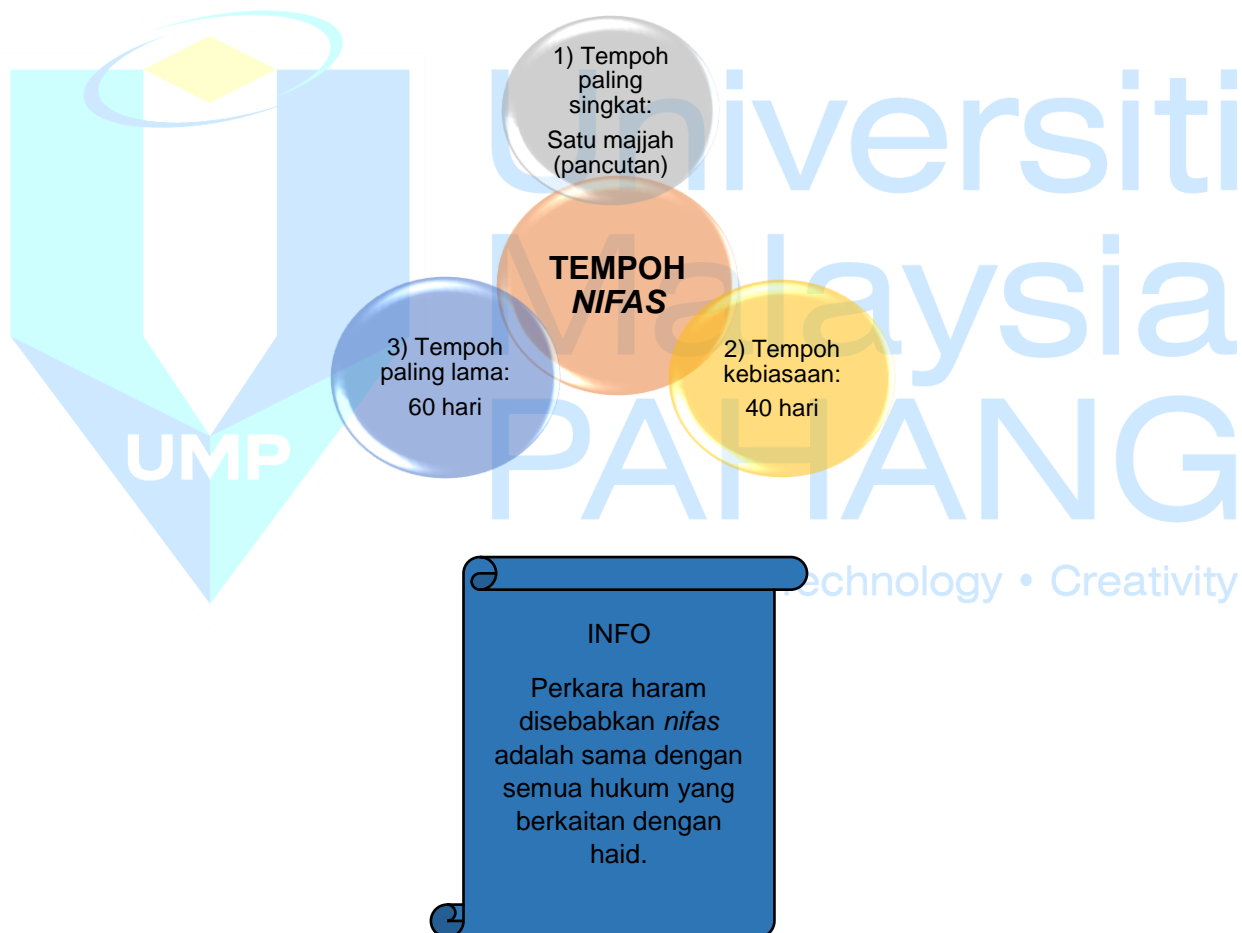 1) Tempoh
paling
singkat:
Satu majjah
(pancutan)
TEMPOH
NIFAS
3) Tempoh
paling lama:
60 hari
2) Tempoh
kebiasaan:
40 hari
Universiti
Malaysia
PAHANG
UMP
echnology • Creativity
INFO
Perkara haram
disebabkan nifas
adalah sama dengan
semua hukum yang
berkaitan dengan
haid.